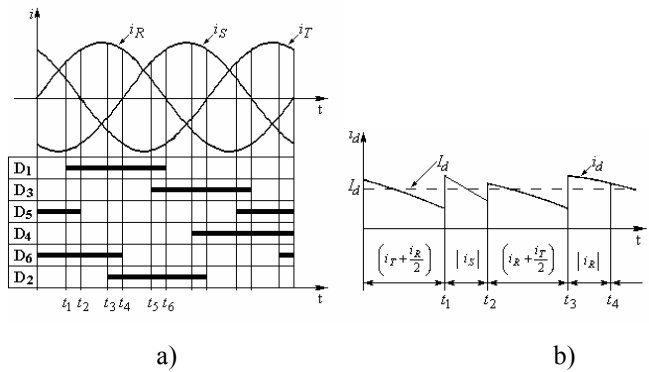 i
i_R
i_S
i_T
t
D₁
D₃
D₅
D₄
D₆
D₂
t₁ t₂ t₃ t₄ t₅ t₆
t
a)
i_d
I_d
I_d
i_d
t
(i_T + i_R/2) |i_S| (i_R + i_T/2) |i_R|
t₁ t₂ t₃ t₄
b)